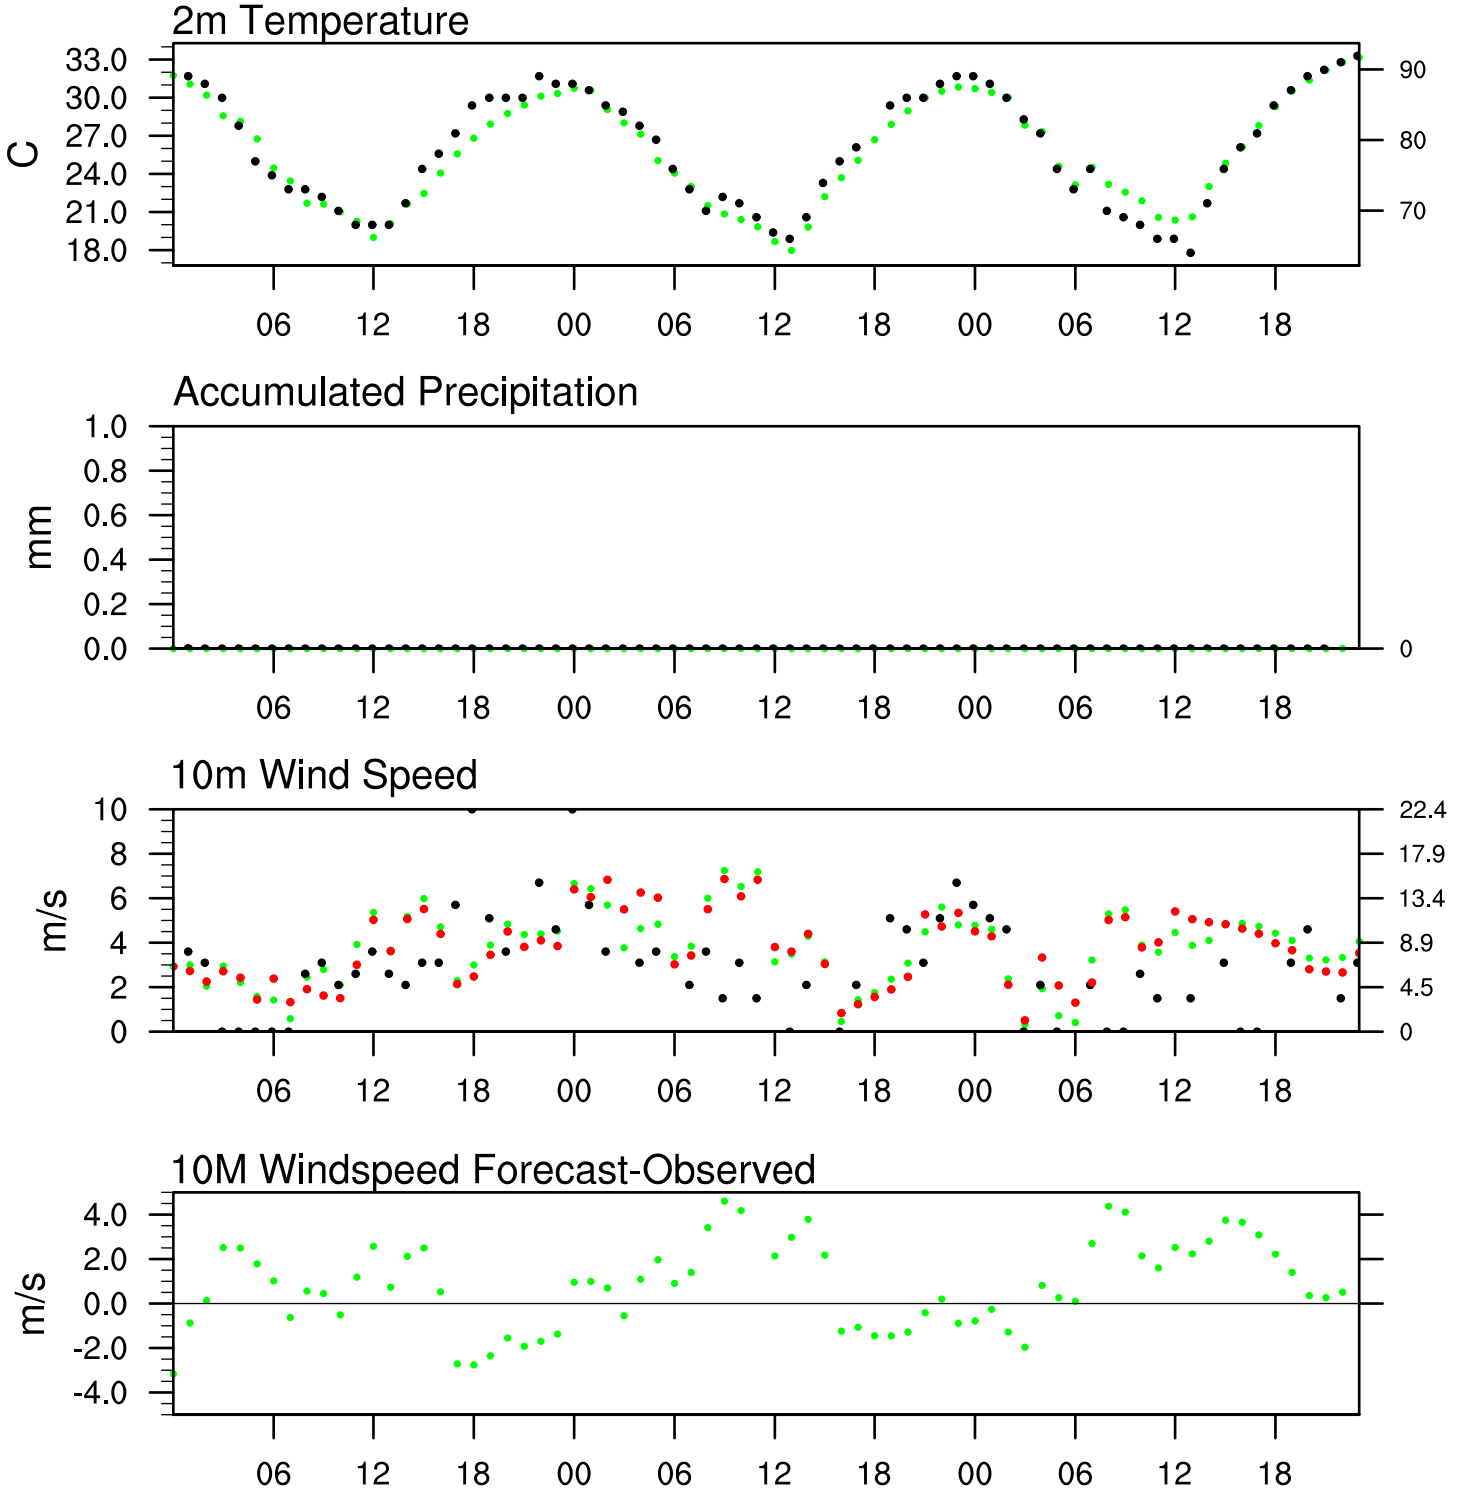 2m Temperature
33.0 90
30.0
27.0 80
24.0
21.0 70
18.0
C
06 12 18 00 06 12 18 00 06 12 18
Accumulated Precipitation
1.0
0.8
0.6
0.4
0.2
0.0 0
mm
06 12 18 00 06 12 18 00 06 12 18
10m Wind Speed
10 22.4
8 17.9
6 13.4
4 8.9
2 4.5
0 0
m/s
06 12 18 00 06 12 18 00 06 12 18
10M Windspeed Forecast-Observed
4.0
2.0
0.0
-2.0
-4.0
m/s
06 12 18 00 06 12 18 00 06 12 18